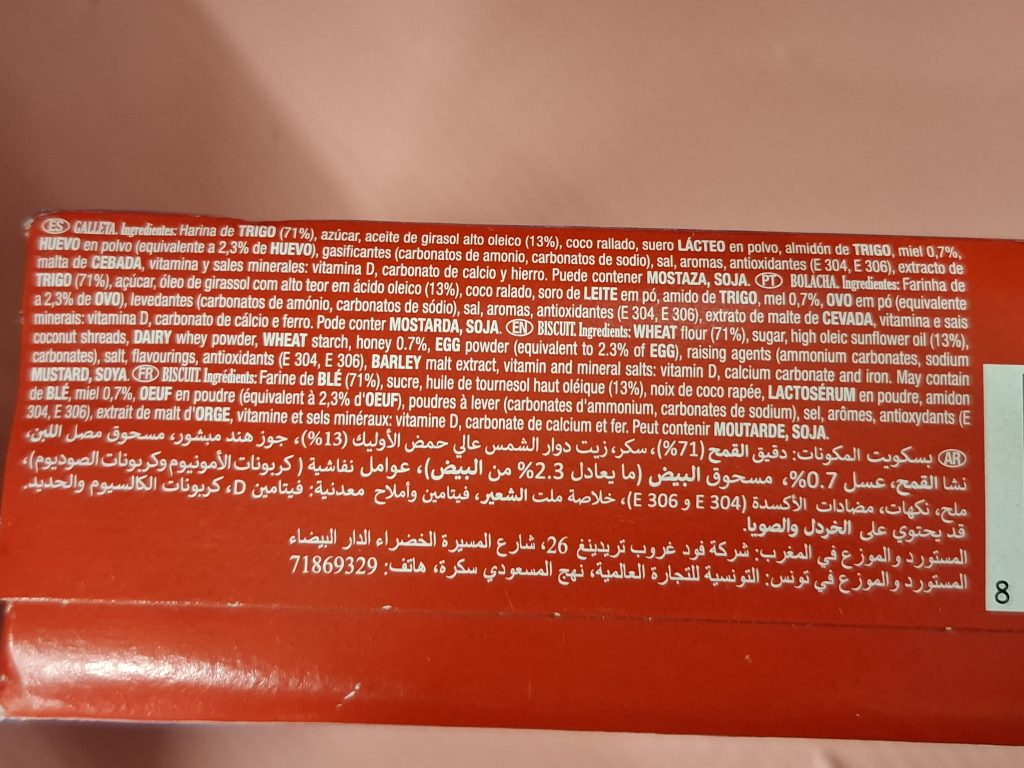 ES GALLETA. Ingredientes: Harina de TRIGO (71%), azúcar, aceite de girasol alto oleico (13%), coco rallado, suero LÁCTEO en polvo, almidón de TRIGO, miel 0,7%,
HUEVO en polvo (equivalente a 2,3% de HUEVO), gasificantes (carbonatos de amonio, carbonatos de sodio), sal, aromas, antioxidantes (E 304, E 306), extracto de
malta de CEBADA, vitamina y sales minerales: vitamina D, carbonato de calcio y hierro. Puede contener MOSTAZA, SOJA. PT BOLACHA. Ingredientes: Farinha de
TRIGO (71%), açúcar, óleo de girassol com alto teor em ácido oleico (13%), coco ralado, soro de LEITE em pó, amido de TRIGO, mel 0,7%, OVO em pó (equivalente
a 2,3% de OVO), levedantes (carbonatos de amónio, carbonatos de sódio), sal, aromas, antioxidantes (E 304, E 306), extrato de malte de CEVADA, vitamina e sais
minerais: vitamina D, carbonato de cálcio e ferro. Pode conter MOSTARDA, SOJA. EN BISCUIT. Ingredients: WHEAT flour (71%), sugar, high oleic sunflower oil (13%),
coconut shreds, DAIRY whey powder, WHEAT starch, honey 0.7%, EGG powder (equivalent to 2.3% of EGG), raising agents (ammonium carbonates, sodium
carbonates), salt, flavourings, antioxidants (E 304, E 306), BARLEY malt extract, vitamin and mineral salts: vitamin D, calcium carbonate and iron. May contain
MUSTARD, SOYA. FR BISCUIT. Ingrédients: Farine de BLÉ (71%), sucre, huile de tournesol haut oléique (13%), noix de coco rapée, LACTOSÉRUM en poudre, amidon
de BLÉ, miel 0,7%, OEUF en poudre (équivalent à 2,3% d'OEUF), poudres à lever (carbonates d'ammonium, carbonates de sodium), sel, arômes, antioxydants (E
304, E 306), extrait de malt d'ORGE, vitamine et sels minéraux: vitamine D, carbonate de calcium et fer. Peut contenir MOUTARDE, SOJA.
AR بسكويت المكونات: دقيق القمح (71%)، سكر، زيت دوار الشمس عالي حمض الأوليك (13%)، جوز هند مبشور، مسحوق مصل اللبن،
نشا القمح، عسل 0.7%، مسحوق البيض (ما يعادل 2.3% من البيض)، عوامل نفاشية ( كربونات الأمونيوم وكربونات الصوديوم)،
ملح، نكهات، مضادات الأكسدة (E 304 و E 306)، خلاصة ملت الشعير، فيتامين وأملاح معدنية: فيتامين D، كربونات الكالسيوم والحديد.
قد يحتوي على الخردل والصويا.
المستورد والموزع في المغرب: شركة فود غروب تريدينغ 26، شارع المسيرة الخضراء الدار البيضاء
المستورد والموزع في تونس: التونسية للتجارة العالمية، نهج المسعودي سكرة، هاتف: 71869329
8